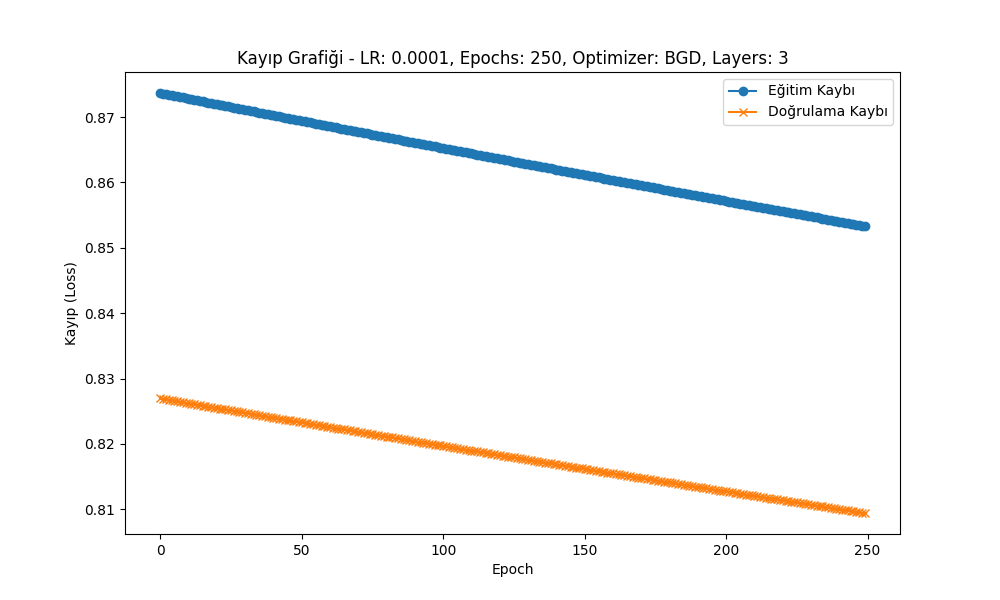 Kayıp Grafiği - LR: 0.0001, Epochs: 250, Optimizer: BGD, Layers: 3
Eğitim Kaybı
Doğrulama Kaybı
Kayıp (Loss)
0.87
0.86
0.85
0.84
0.83
0.82
0.81
0 50 100 150 200 250
Epoch